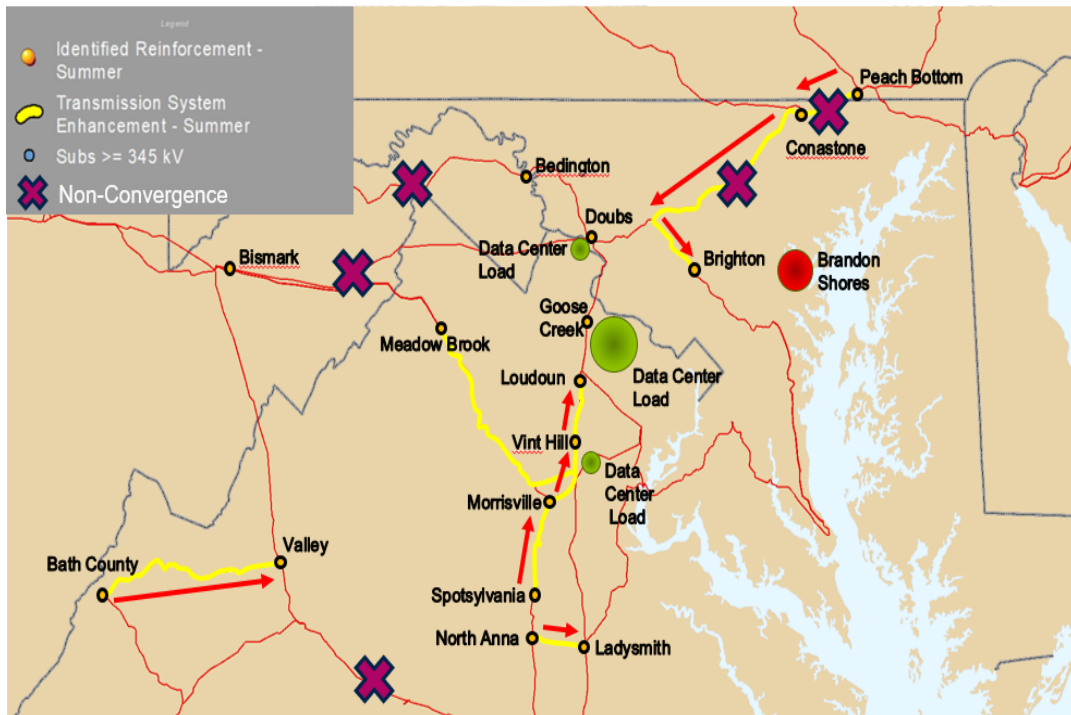 Legend
Identified Reinforcement -
Summer
Transmission System
Enhancement - Summer
Subs >= 345 kV
Non-Convergence
Peach Bottom
Conastone
Bedington
Doubs
Data Center
Load
Bismark
Brighton
Brandon
Shores
Goose
Creek
Meadow Brook
Data Center
Load
Loudoun
Vint Hill
Data
Center
Load
Morrisville
Valley
Bath County
Spotsylvania
North Anna
Ladysmith